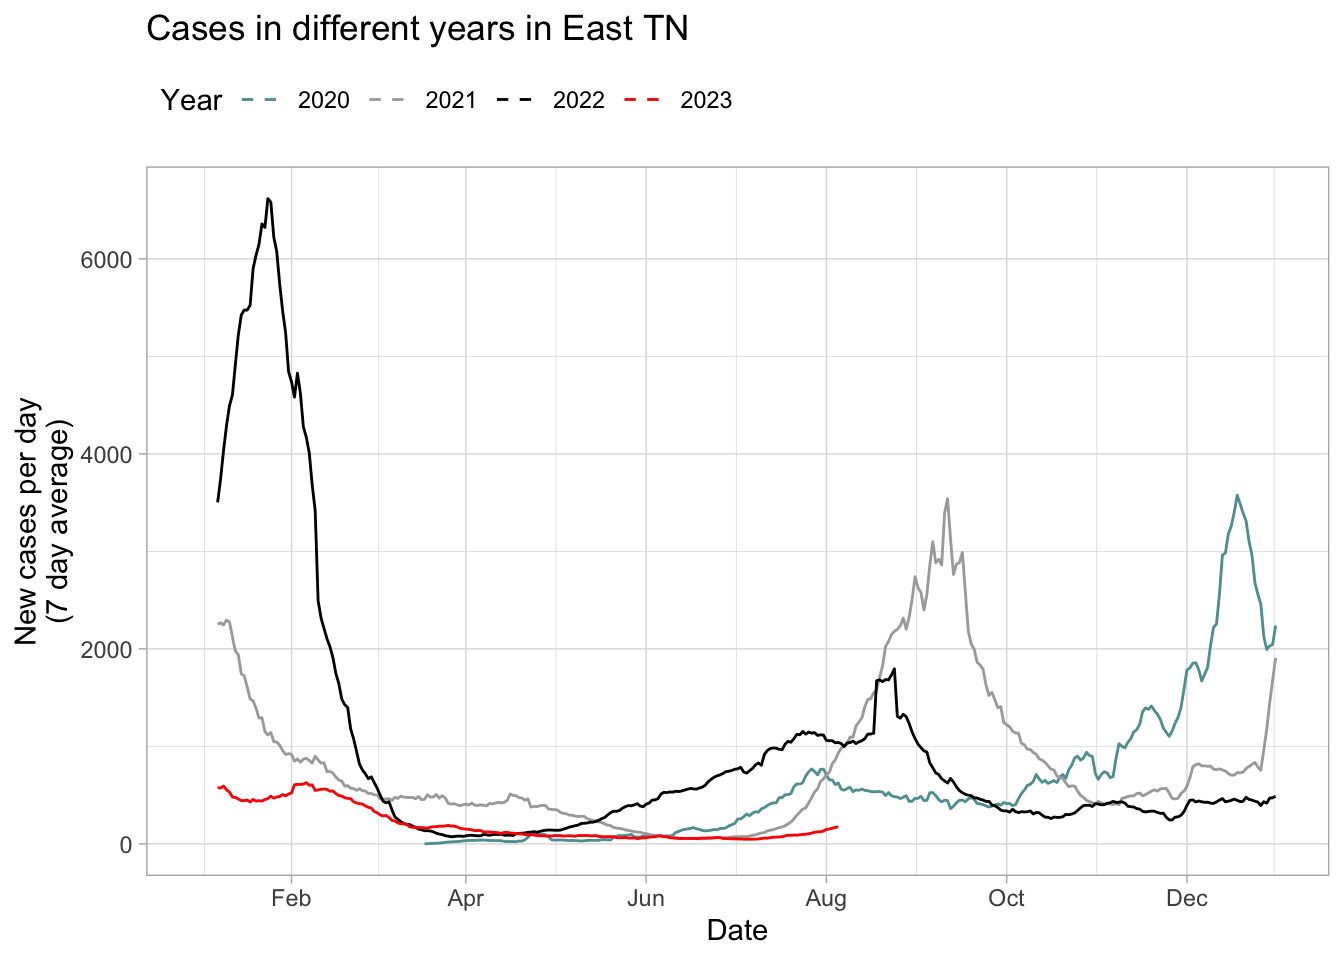 Cases in different years in East TN
Year 2020 2021 2022 2023
New cases per day
(7 day average)
6000
4000
2000
0
Feb Apr Jun Aug Oct Dec
Date